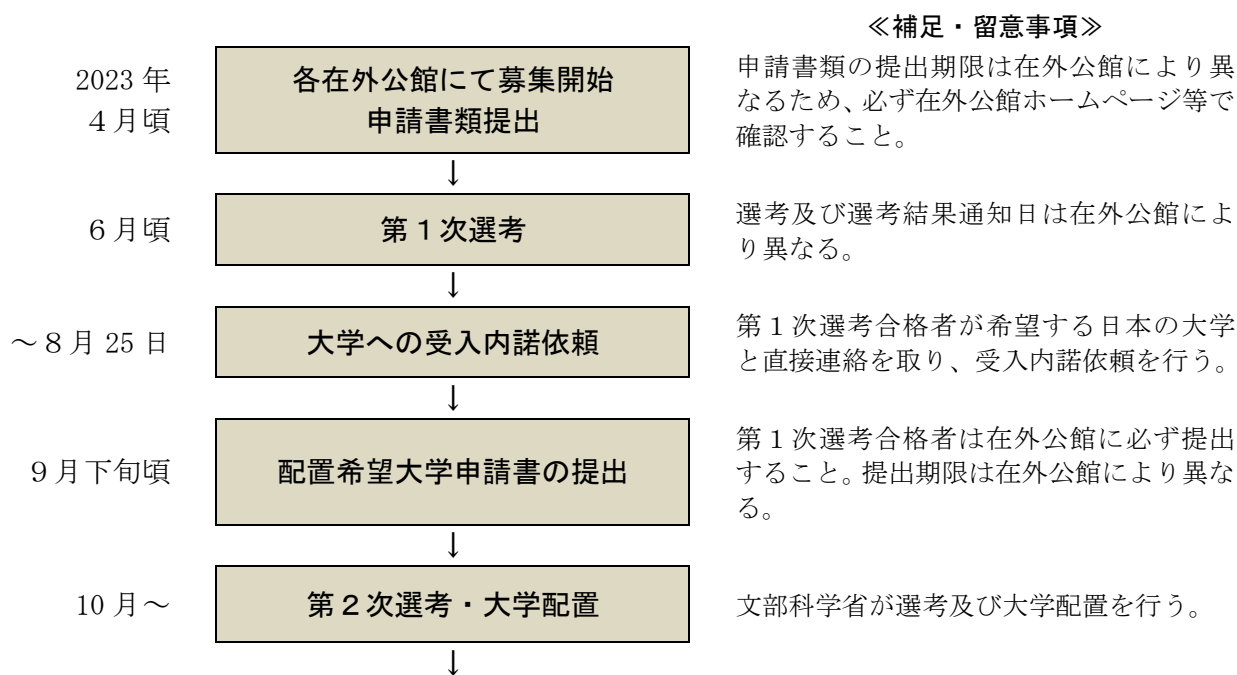 ≪補足・留意事項≫
2023 年
４月頃
各在外公館にて募集開始
申請書類提出
申請書類の提出期限は在外公館により異
なるため、必ず在外公館ホームページ等で
確認すること。
↓
６月頃
第１次選考
選考及び選考結果通知日は在外公館によ
り異なる。
↓
～８月 25 日
大学への受入内諾依頼
第１次選考合格者が希望する日本の大学
と直接連絡を取り、受入内諾依頼を行う。
↓
９月下旬頃
配置希望大学申請書の提出
第１次選考合格者は在外公館に必ず提出
すること。提出期限は在外公館により異な
る。
↓
10 月～
第２次選考・大学配置
文部科学省が選考及び大学配置を行う。
↓